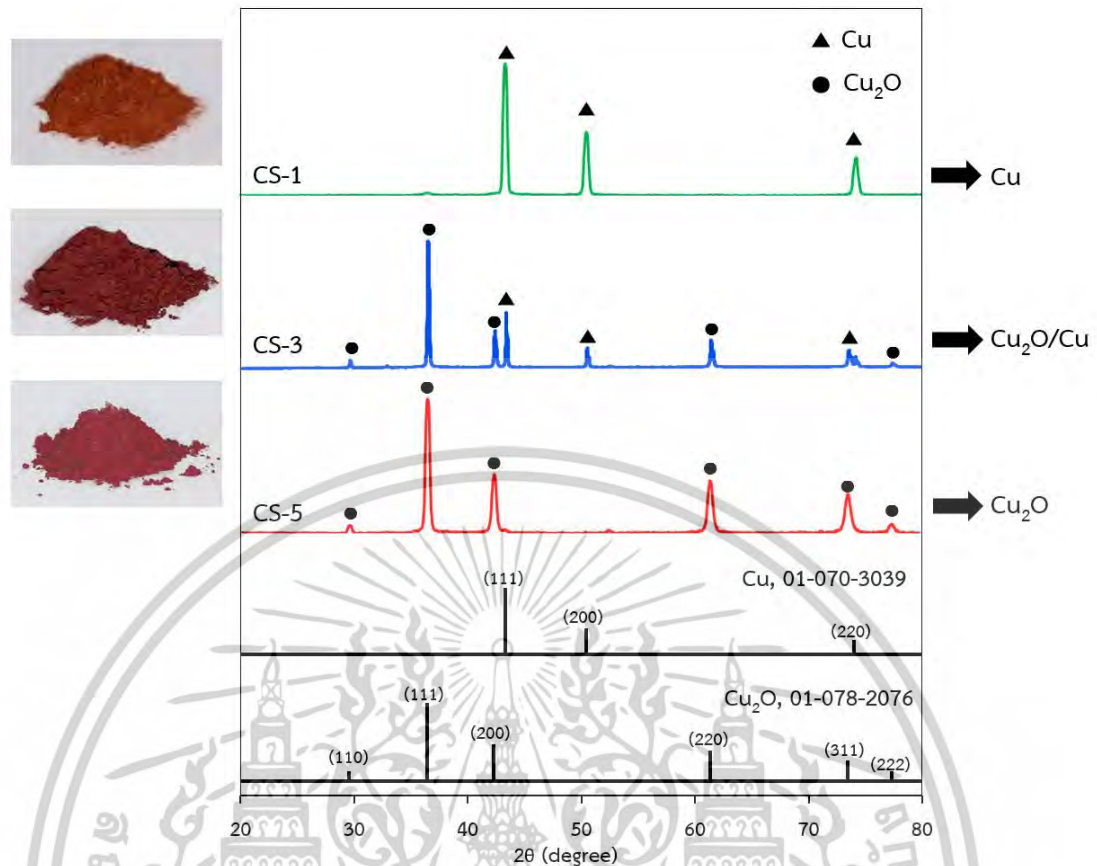 ▲ Cu
● Cu₂O
CS-1
Cu
CS-3
Cu₂O/Cu
CS-5
Cu₂O
Cu, 01-070-3039
(111)
(200)
(220)
Cu₂O, 01-078-2076
(110)
(111)
(200)
(220)
(311)
(222)
20 30 40 50 60 70 80
2θ (degree)